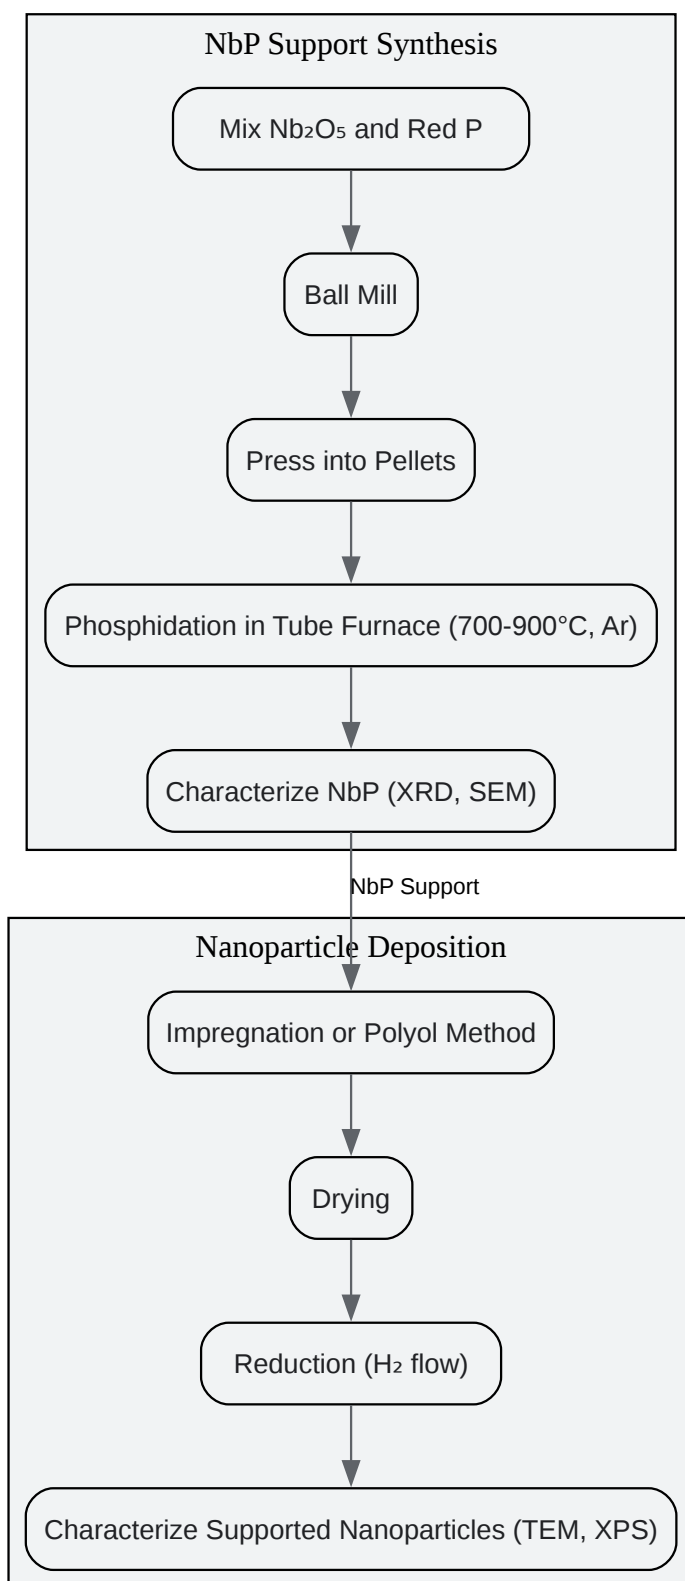 NbP Support Synthesis
Mix Nb₂O₅ and Red P
Ball Mill
Press into Pellets
Phosphidation in Tube Furnace (700-900°C, Ar)
Characterize NbP (XRD, SEM)
NbP Support
Nanoparticle Deposition
Impregnation or Polyol Method
Drying
Reduction (H₂ flow)
Characterize Supported Nanoparticles (TEM, XPS)